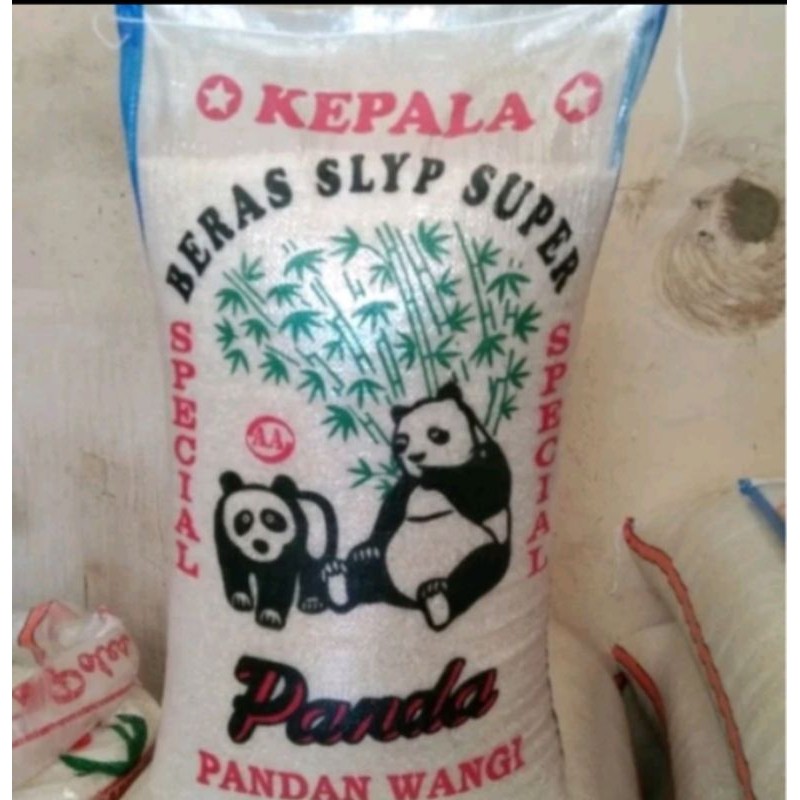 KEPALA
BERAS SLYP SUPER
SPECIAL
SPECIAL
AA
Panda
PANDAN WANGI